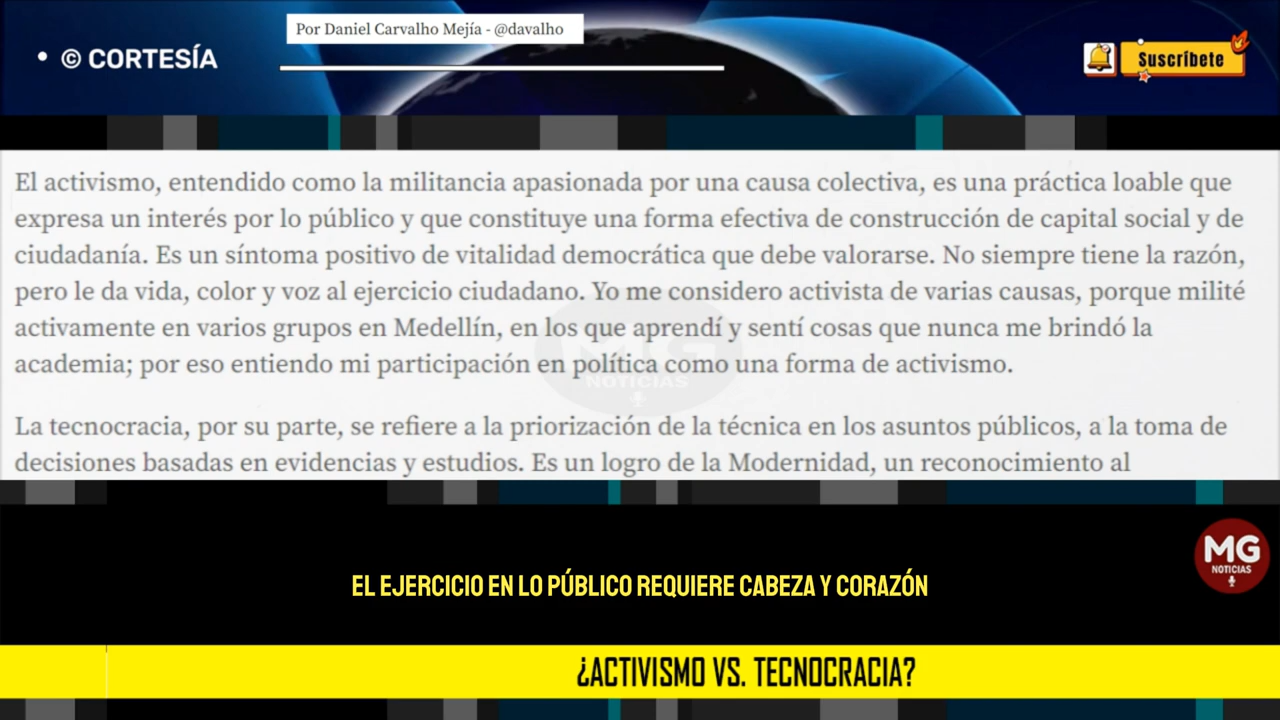 Por Daniel Carvalho Mejía - @davalho
• © CORTESÍA
Suscríbete
El activismo, entendido como la militancia apasionada por una causa colectiva, es una práctica loable que
expresa un interés por lo público y que constituye una forma efectiva de construcción de capital social y de
ciudadanía. Es un síntoma positivo de vitalidad democrática que debe valorarse. No siempre tiene la razón,
pero le da vida, color y voz al ejercicio ciudadano. Yo me considero activista de varias causas, porque milité
activamente en varios grupos en Medellín, en los que aprendí y sentí cosas que nunca me brindó la
academia; por eso entiendo mi participación en política como una forma de activismo.
MG
NOTICIAS
La tecnocracia, por su parte, se refiere a la priorización de la técnica en los asuntos públicos, a la toma de
decisiones basadas en evidencias y estudios. Es un logro de la Modernidad, un reconocimiento al
MG
NOTICIAS
EL EJERCICIO EN LO PÚBLICO REQUIERE CABEZA Y CORAZÓN
¿ACTIVISMO VS. TECNOCRACIA?